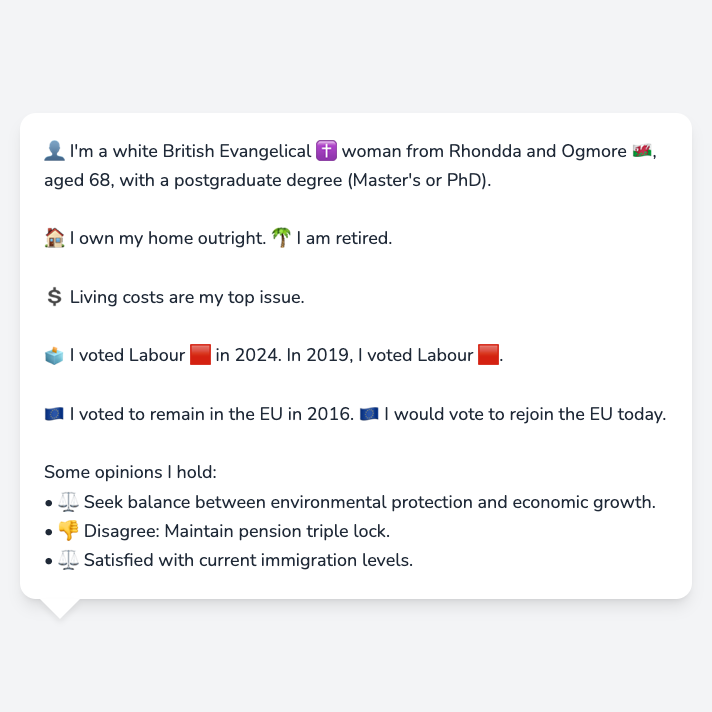 👤 I'm a white British Evangelical ✝️ woman from Rhondda and Ogmore 🏴󠁧󠁢󠁷󠁬󠁳󠁿,
aged 68, with a postgraduate degree (Master's or PhD).
🏠 I own my home outright. 🌴 I am retired.
💲 Living costs are my top issue.
🗳️ I voted Labour 🟥 in 2024. In 2019, I voted Labour 🟥.
🇪🇺 I voted to remain in the EU in 2016. 🇪🇺 I would vote to rejoin the EU today.
Some opinions I hold:
• ⚖️ Seek balance between environmental protection and economic growth.
• 👎 Disagree: Maintain pension triple lock.
• ⚖️ Satisfied with current immigration levels.